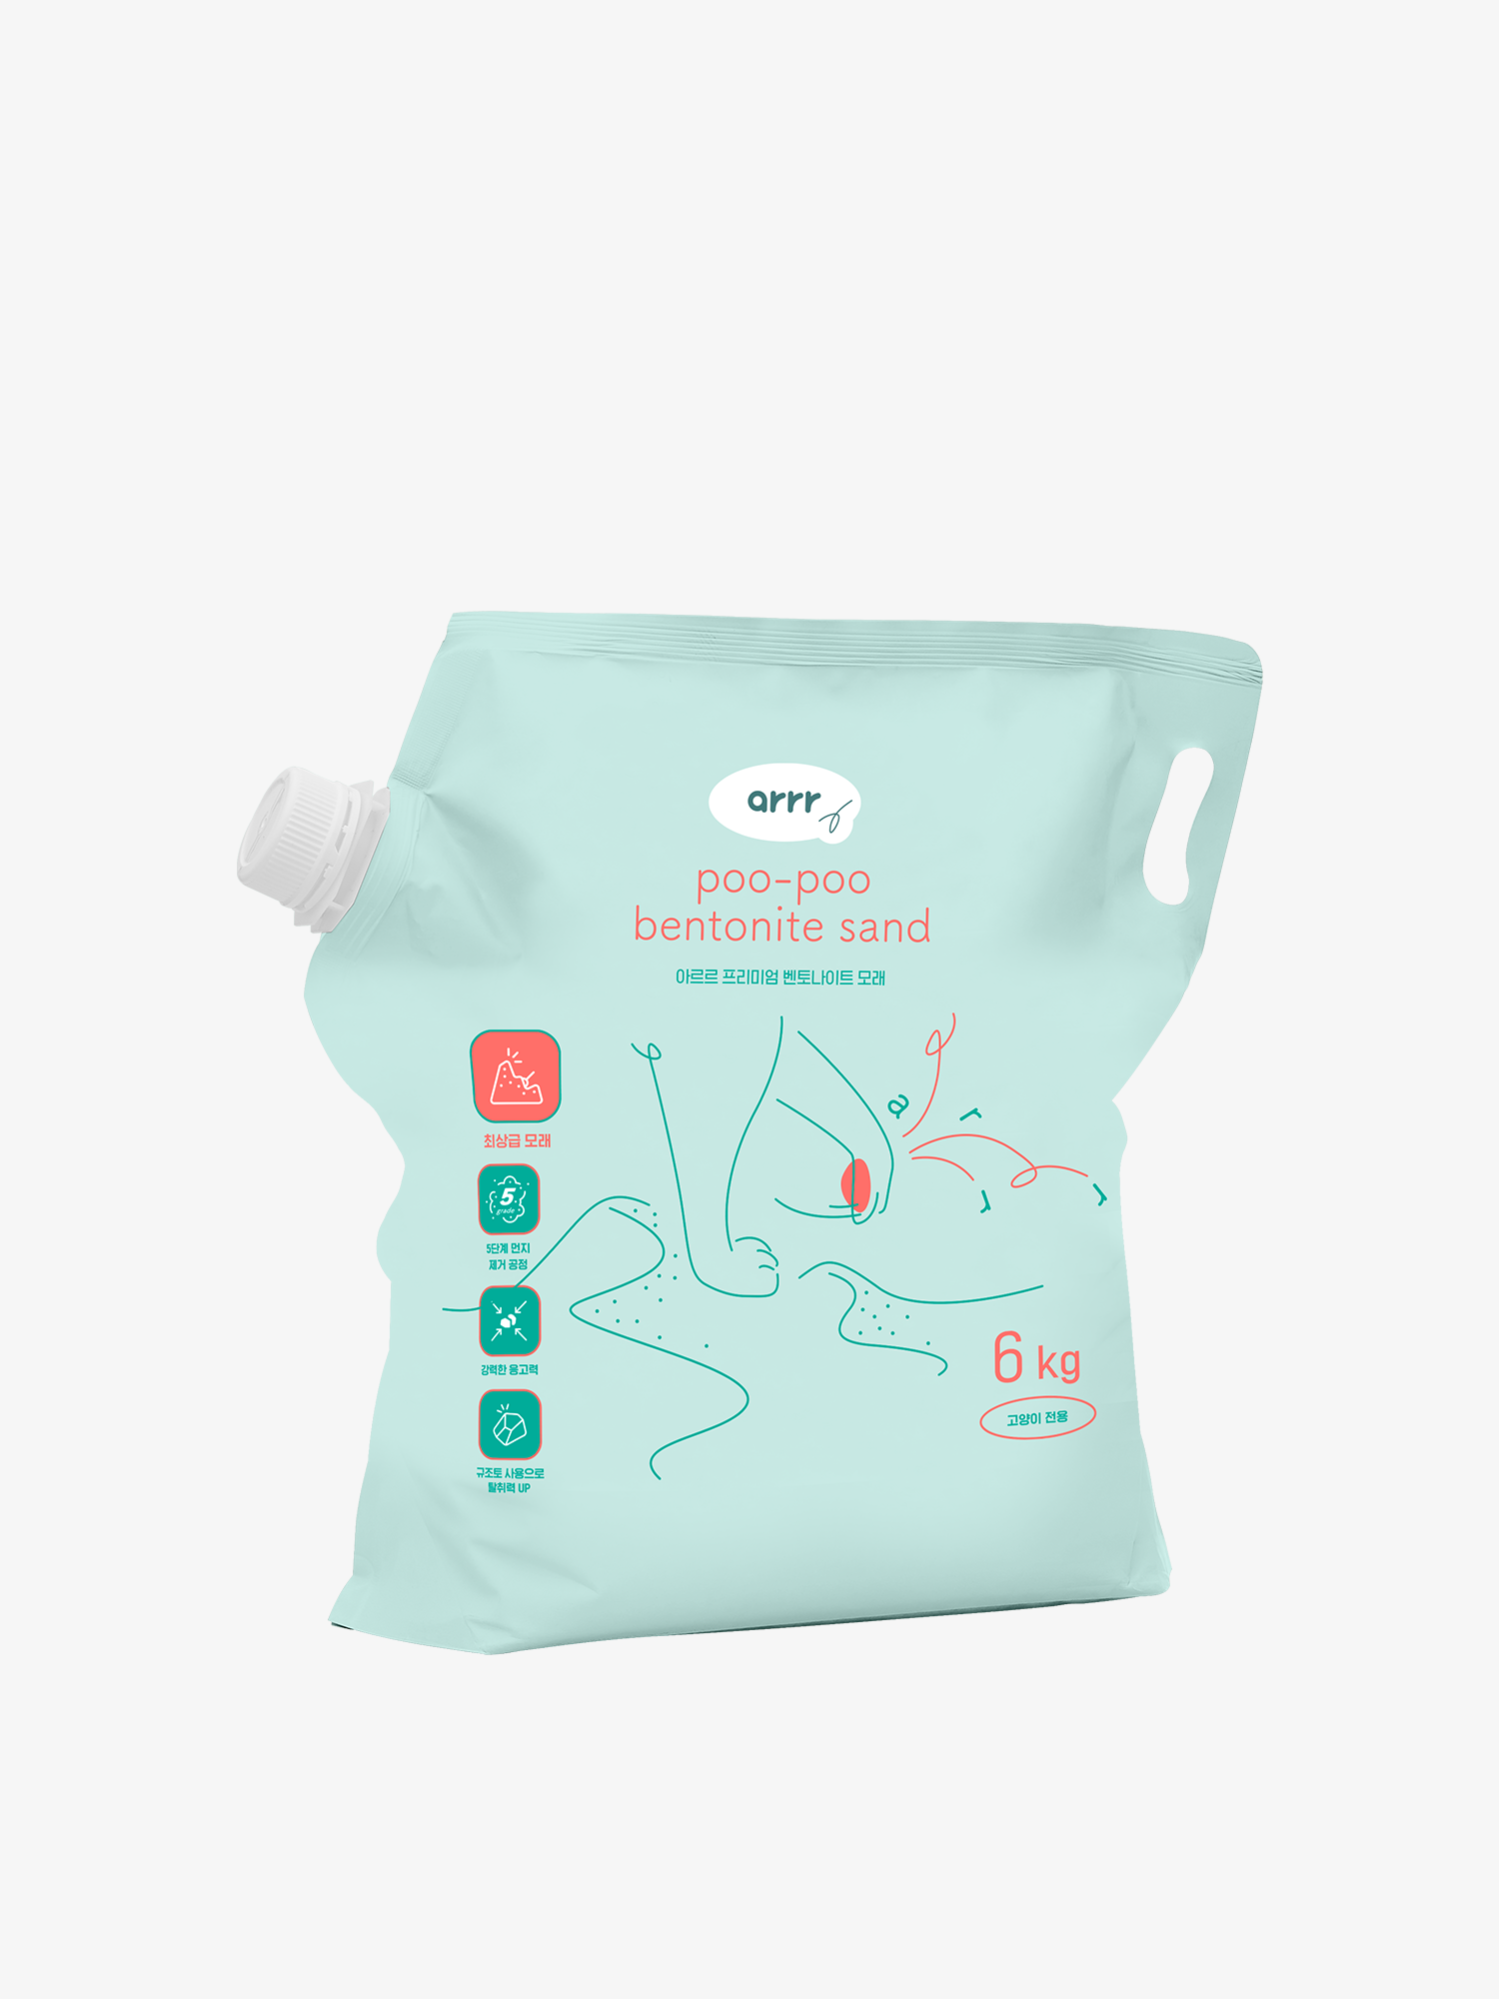 arrr
poo-poo
bentonite sand
아르르 프리미엄 벤토나이트 모래
a r r r
최상급 모래
5
grade
5단계 먼지
제거 공정
강력한 응고력
규조토 사용으로
탈취력 UP
6 kg
고양이 전용